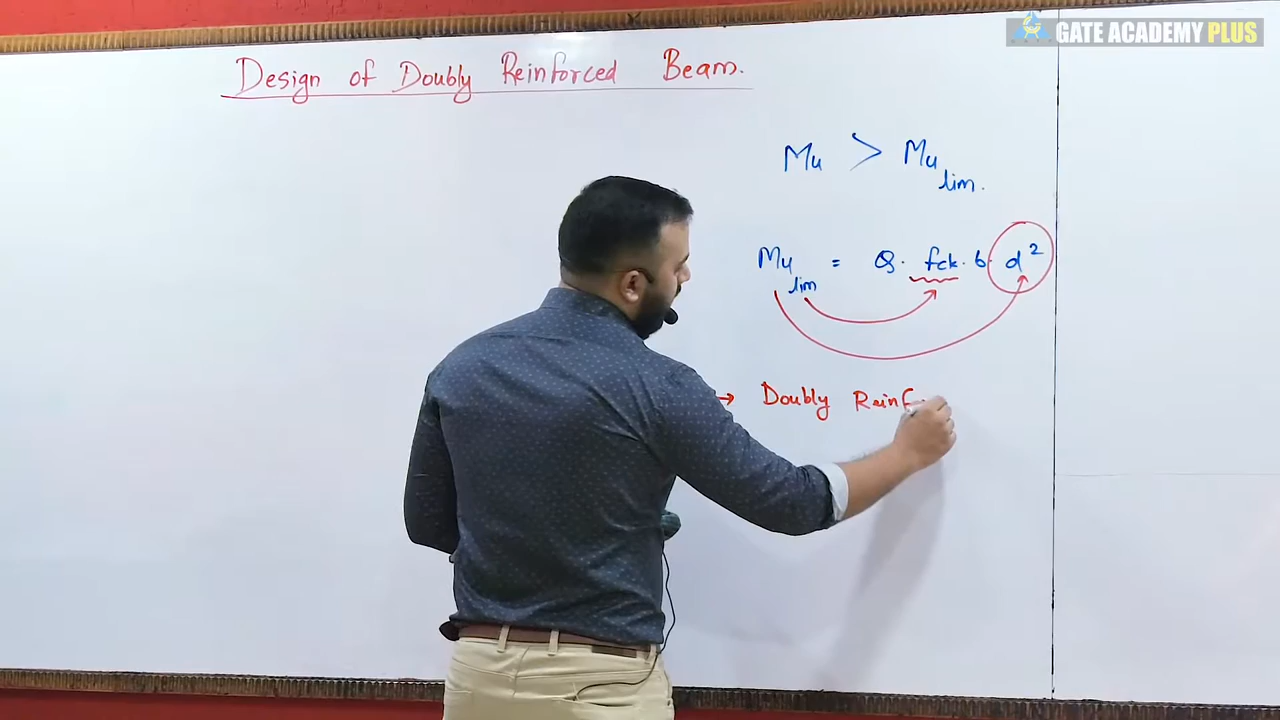 GATE ACADEMY PLUS
Design of Doubly Reinforced Beam.
Mu > Mu lim.
Mu lim = Q. fck. b. d²
→ Doubly Reinf